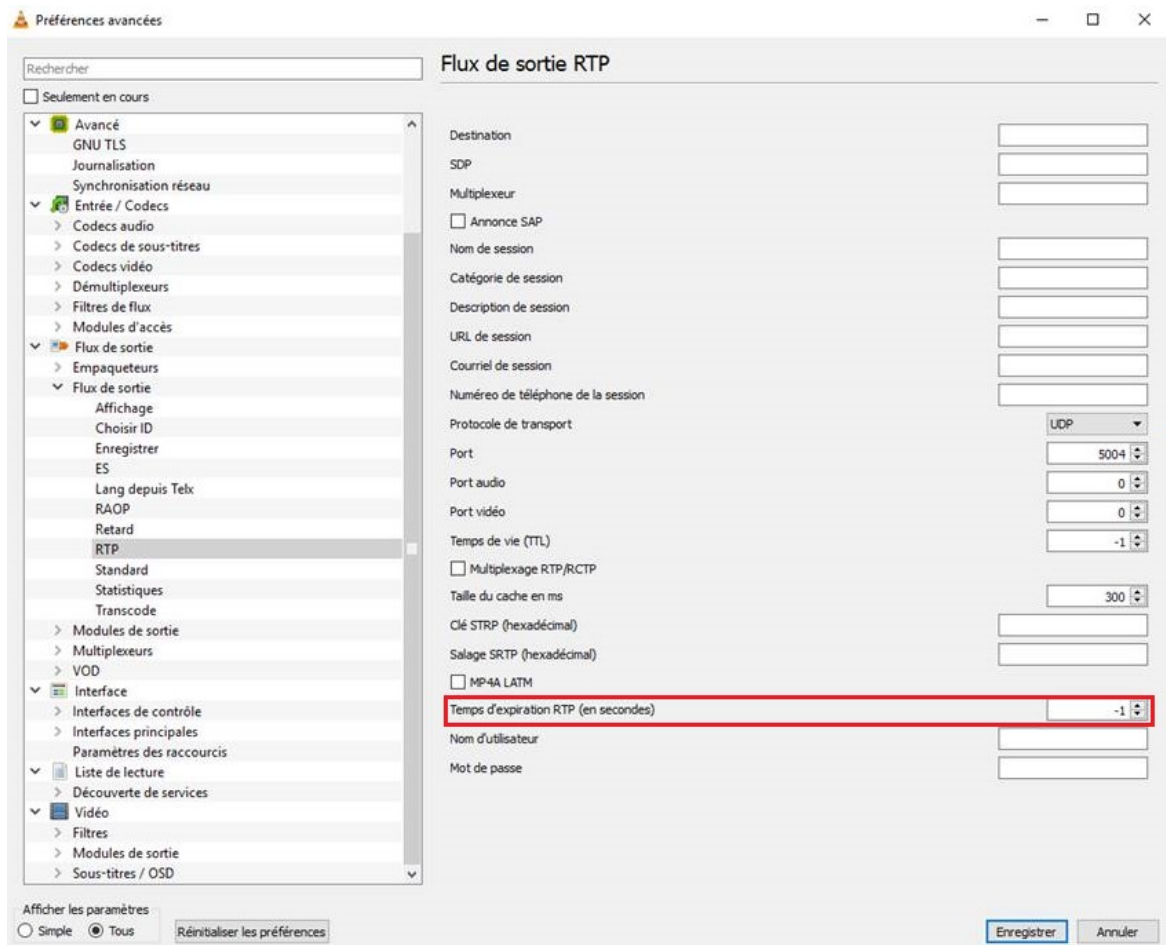 Préférences avancées
Rechercher
Seulement en cours
Avancé
GNU TLS
Journalisation
Synchronisation réseau
Entrée / Codecs
Codecs audio
Codecs de sous-titres
Codecs vidéo
Démultiplexeurs
Filtres de flux
Modules d'accès
Flux de sortie
Empaqueteurs
Flux de sortie
Affichage
Choisir ID
Enregistrer
ES
Lang depuis Telx
RAOP
Retard
RTP
Standard
Statistiques
Transcode
Modules de sortie
Multiplexeurs
VOD
Interface
Interfaces de contrôle
Interfaces principales
Paramètres des raccourcis
Liste de lecture
Découverte de services
Vidéo
Filtres
Modules de sortie
Sous-titres / OSD
Afficher les paramètres
Simple Tous Réinitialiser les préférences
Flux de sortie RTP
Destination
SDP
Multiplexeur
Annonce SAP
Nom de session
Catégorie de session
Description de session
URL de session
Courriel de session
Numéreo de téléphone de la session
Protocole de transport UDP
Port 5004
Port audio 0
Port vidéo 0
Temps de vie (TTL) -1
Multiplexage RTP/RCTP
Taille du cache en ms 300
Clé STRP (hexadécimal)
Salage SRTP (hexadécimal)
MP4A LATM
Temps d'expiration RTP (en secondes) -1
Nom d'utilisateur
Mot de passe
Enregistrer Annuler